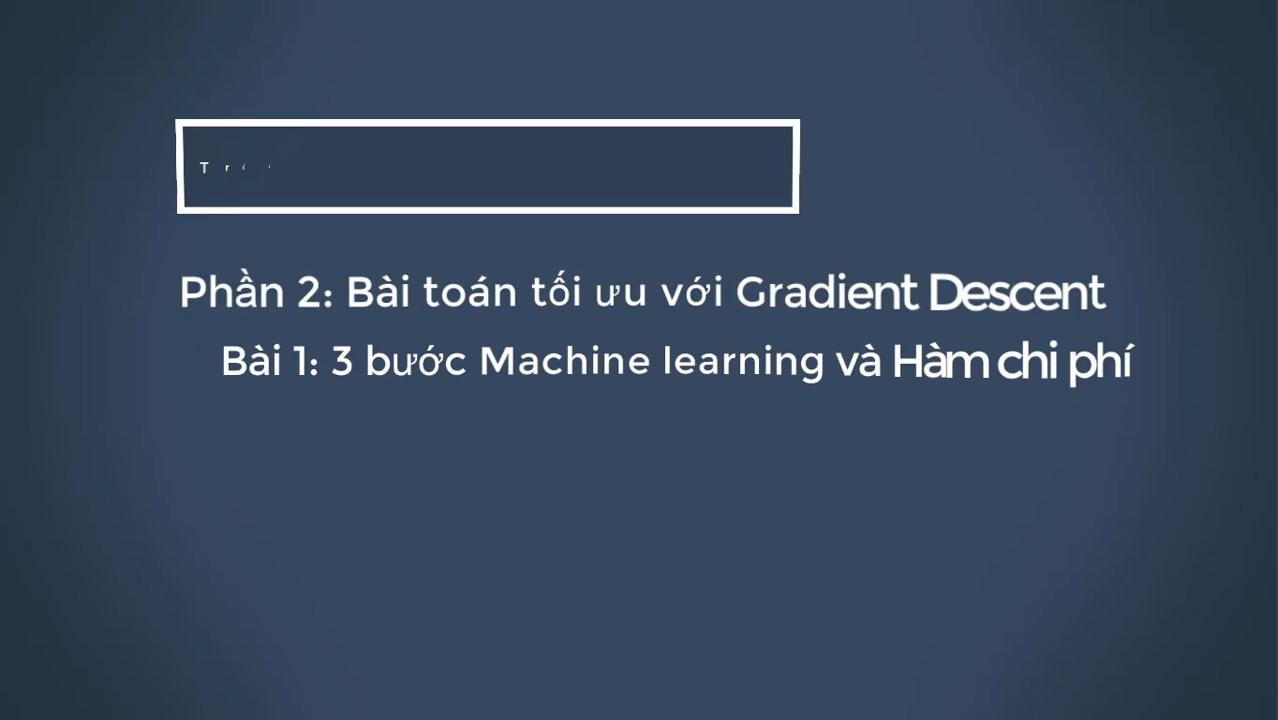 Phần 2: Bài toán tối ưu với Gradient Descent
Bài 1: 3 bước Machine learning và Hàm chi phí